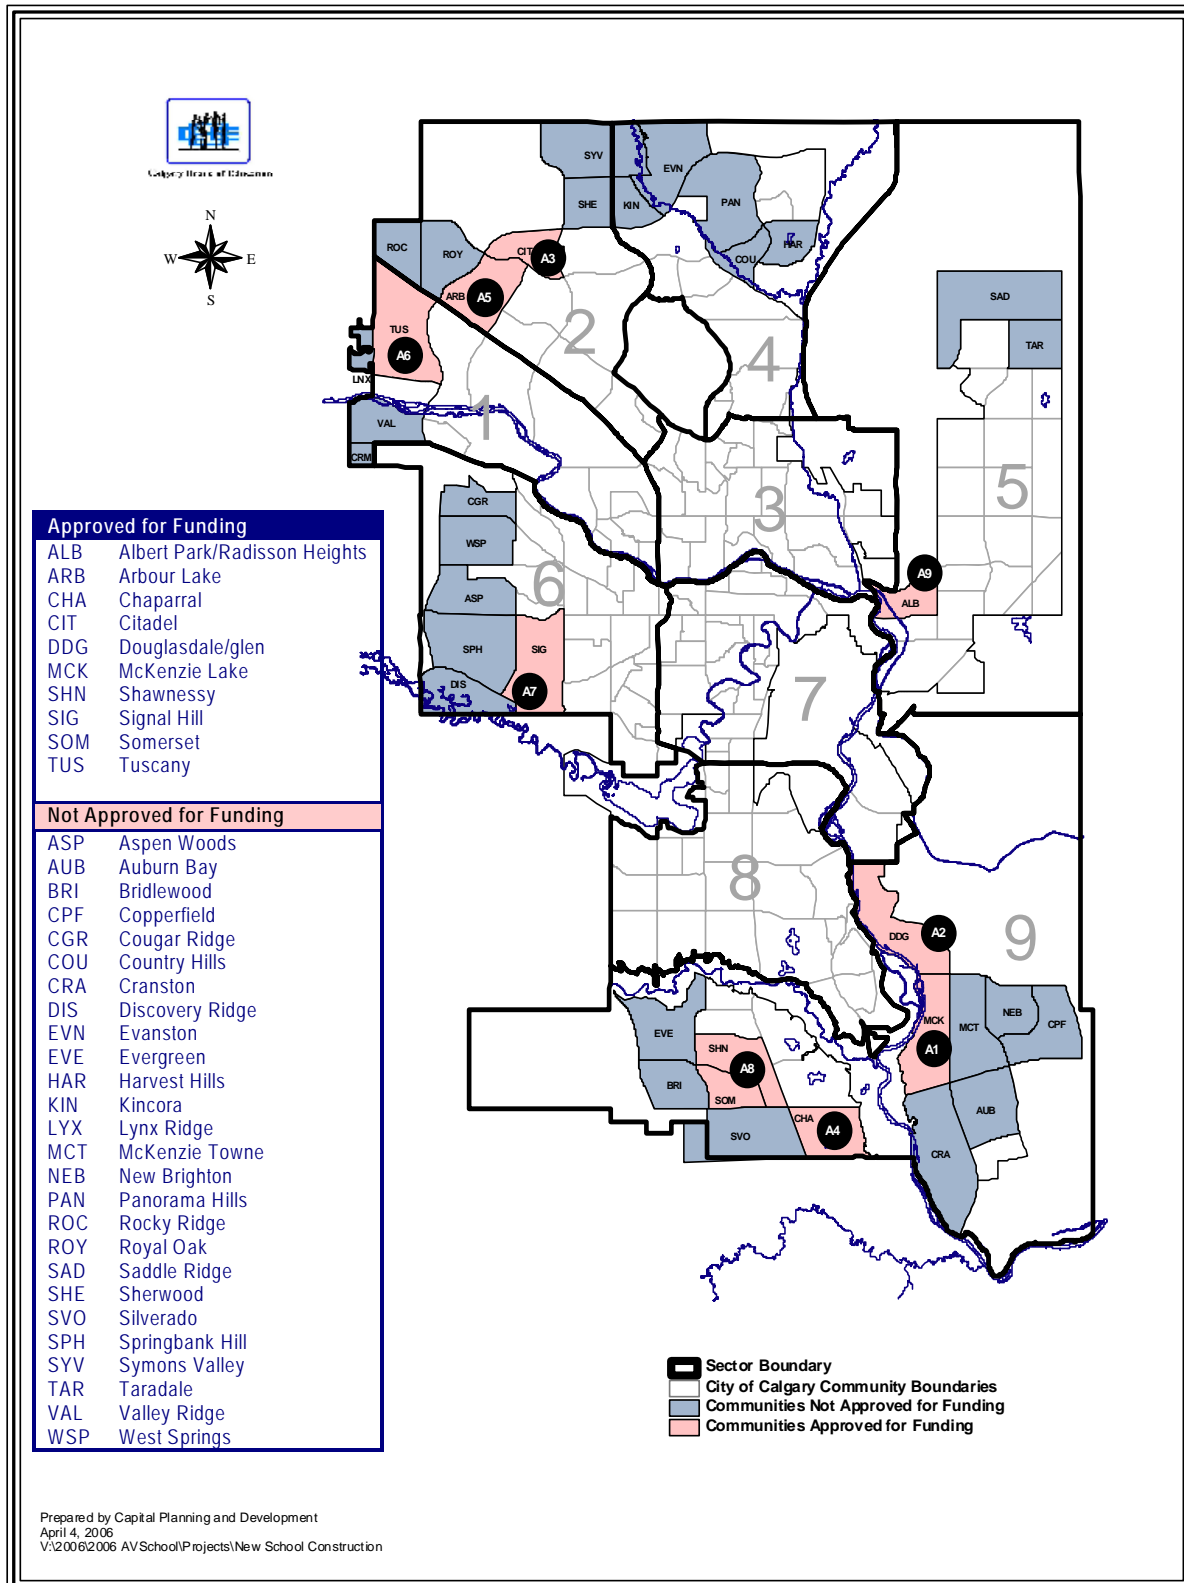 Calgary Board of Education
N
W E
S
SYV
EVN
SHE
KIN
PAN
HAR
COU
ROC
ROY
CIT
A3
ARB
A5
SAD
TAR
TUS
A6
LNX
VAL
CRM
1
2
3
4
5
6
7
8
9
CGR
WSP
ASP
SPH
SIG
DIS
A7
A9
ALB
DDG
A2
MCK
A1
MCT
NEB
CPF
AUB
CRA
EVE
BRI
SHN
A8
SOM
SVO
CHA
A4
Approved for Funding
ALB Albert Park/Radisson Heights
ARB Arbour Lake
CHA Chaparral
CIT Citadel
DDG Douglasdale/glen
MCK McKenzie Lake
SHN Shawnessy
SIG Signal Hill
SOM Somerset
TUS Tuscany
Not Approved for Funding
ASP Aspen Woods
AUB Auburn Bay
BRI Bridlewood
CPF Copperfield
CGR Cougar Ridge
COU Country Hills
CRA Cranston
DIS Discovery Ridge
EVN Evanston
EVE Evergreen
HAR Harvest Hills
KIN Kincora
LYX Lynx Ridge
MCT McKenzie Towne
NEB New Brighton
PAN Panorama Hills
ROC Rocky Ridge
ROY Royal Oak
SAD Saddle Ridge
SHE Sherwood
SVO Silverado
SPH Springbank Hill
SYV Symons Valley
TAR Taradale
VAL Valley Ridge
WSP West Springs
Sector Boundary
City of Calgary Community Boundaries
Communities Not Approved for Funding
Communities Approved for Funding
Prepared by Capital Planning and Development
April 4, 2006
V:\2006\2006 AVSchool\Projects\New School Construction